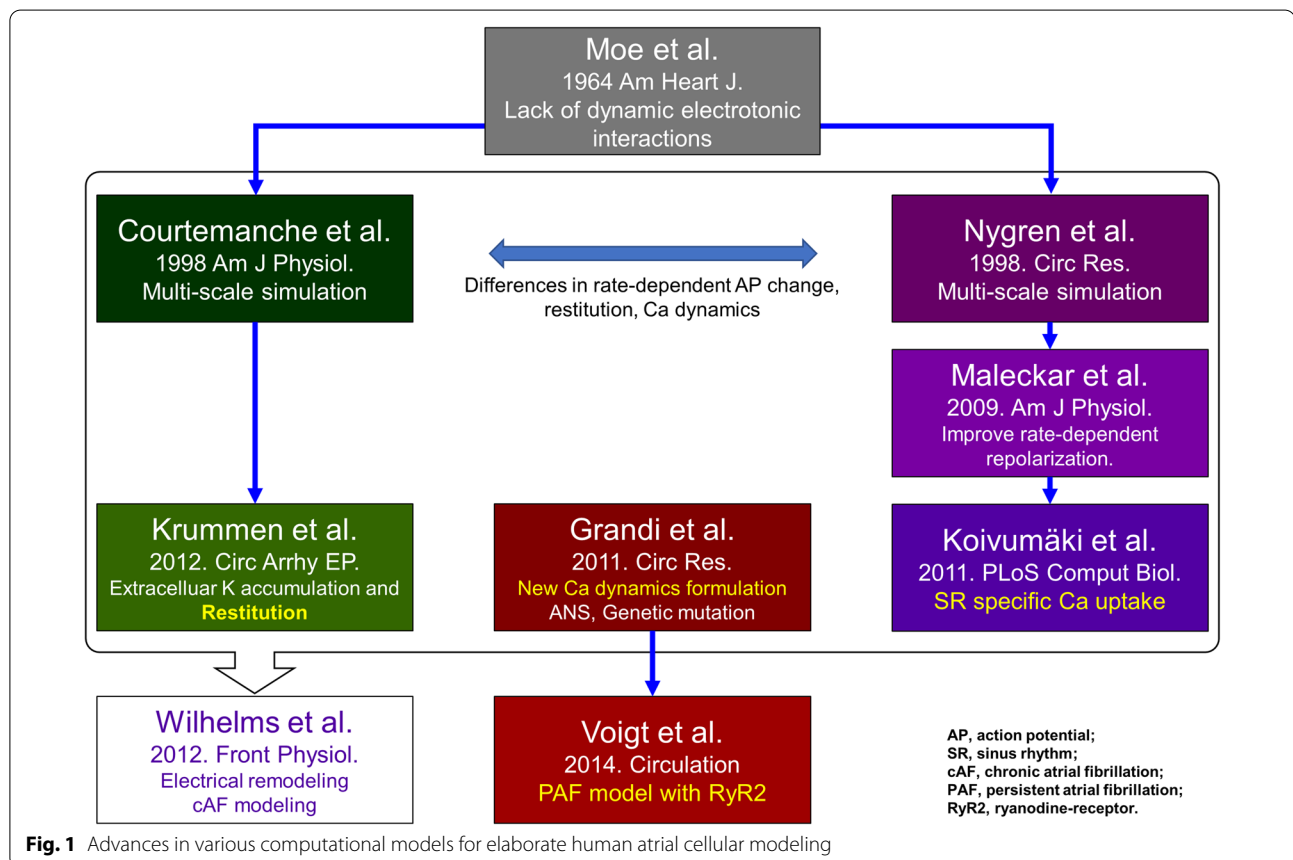 Moe et al.
1964 Am Heart J.
Lack of dynamic electrotonic
interactions
Courtemanche et al.
1998 Am J Physiol.
Multi-scale simulation
Differences in rate-dependent AP change,
restitution, Ca dynamics
Nygren et al.
1998. Circ Res.
Multi-scale simulation
Maleckar et al.
2009. Am J Physiol.
Improve rate-dependent
repolarization.
Krummen et al.
2012. Circ Arrhy EP.
Extracelluar K accumulation and
Restitution
Grandi et al.
2011. Circ Res.
New Ca dynamics formulation
ANS, Genetic mutation
Koivumäki et al.
2011. PLoS Comput Biol.
SR specific Ca uptake
Wilhelms et al.
2012. Front Physiol.
Electrical remodeling
cAF modeling
Voigt et al.
2014. Circulation
PAF model with RyR2
AP, action potential;
SR, sinus rhythm;
cAF, chronic atrial fibrillation;
PAF, persistent atrial fibrillation;
RyR2, ryanodine-receptor.
Fig. 1 Advances in various computational models for elaborate human atrial cellular modeling